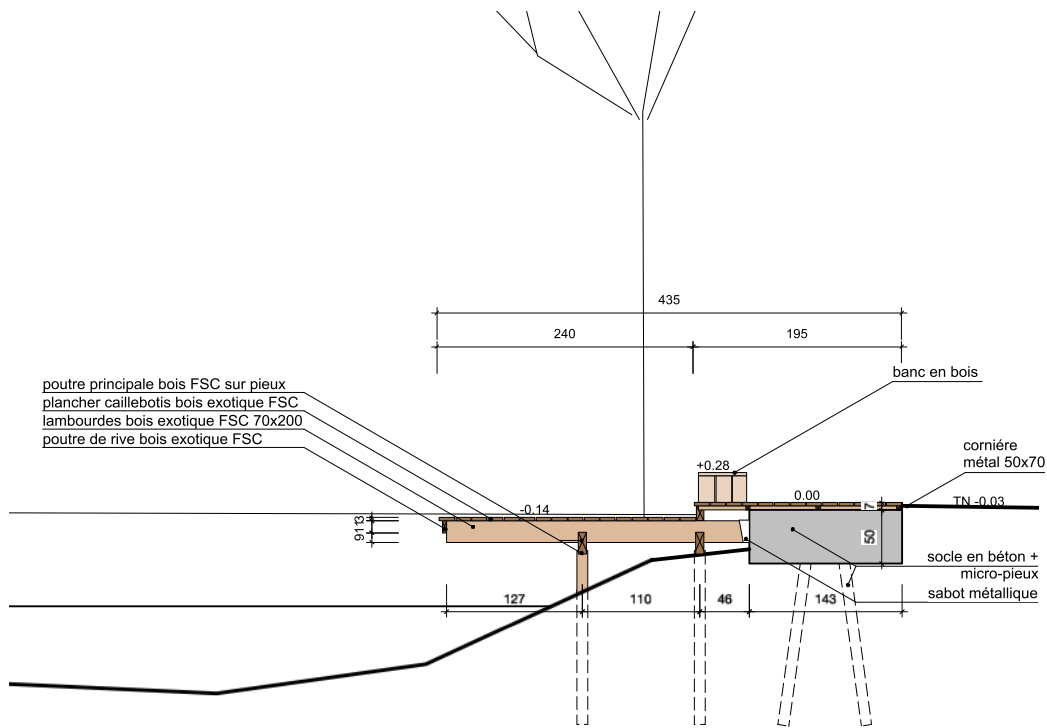 435
240
195
banc en bois
poutre principale bois FSC sur pieux
plancher caillebotis bois exotique FSC
lambourdes bois exotique FSC 70x200
poutre de rive bois exotique FSC
corniére
métal 50x70
+0.28
0.00
TN -0.03
7
-0.14
50
socle en béton +
micro-pieux
sabot métallique
127
110
46
143